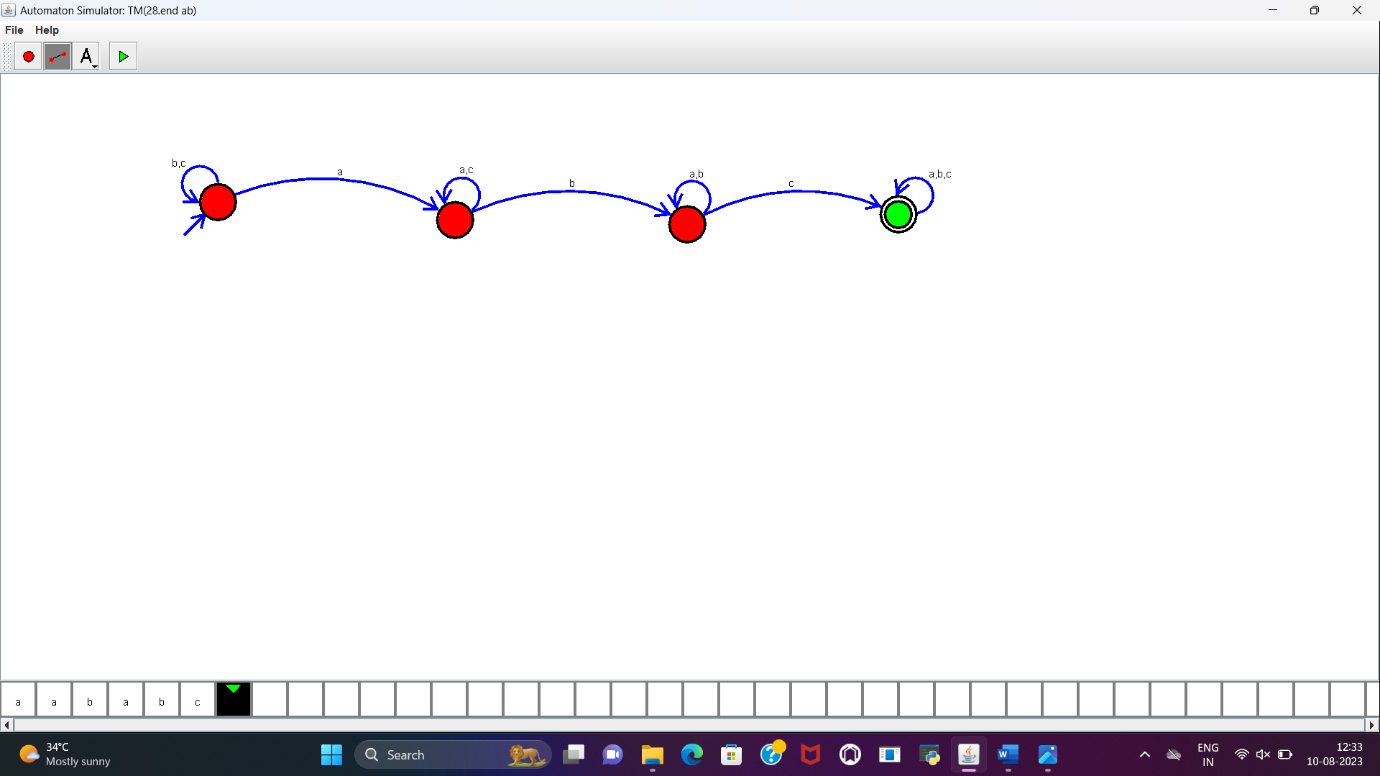 Automaton Simulator: TM(28.end ab)
File Help
A
b,c
a
a,c
b
a,b
c
a,b,c
a a b a b c
34°C
Mostly sunny
Search
ENG
IN
12:33
10-08-2023